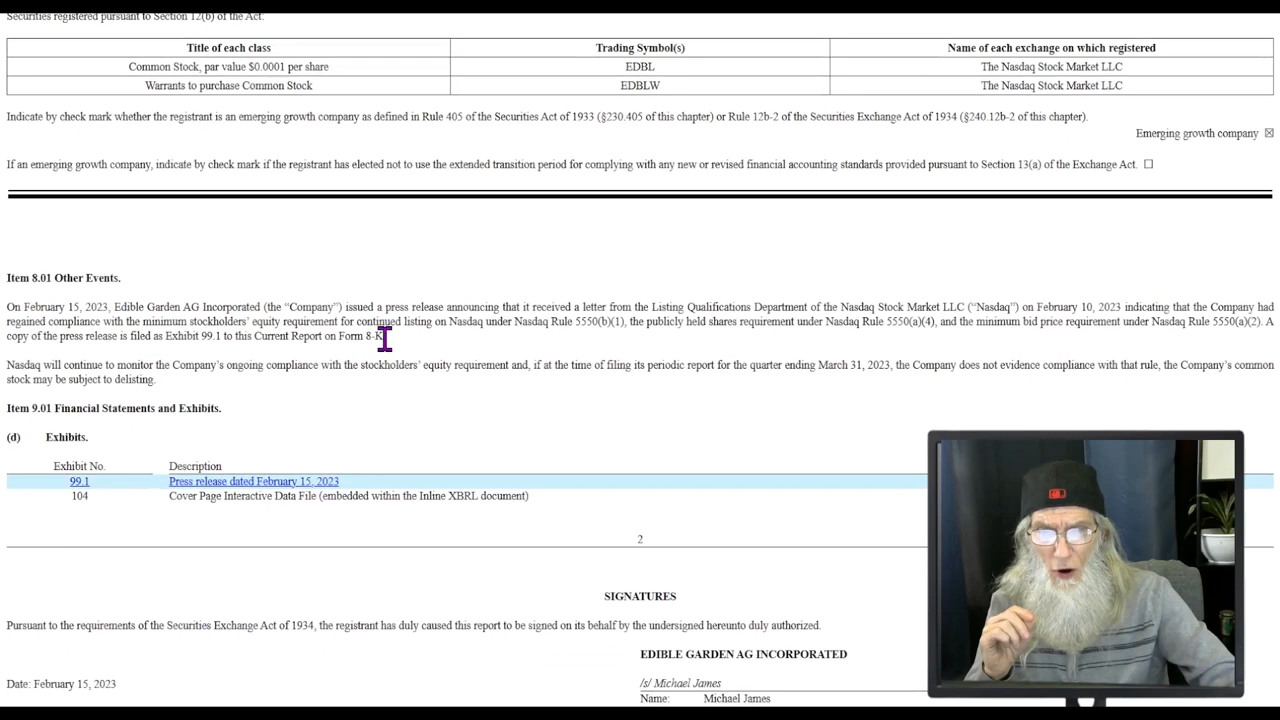 Securities registered pursuant to Section 12(b) of the Act:
Title of each class Trading Symbol(s) Name of each exchange on which registered
Common Stock, par value $0.0001 per share EDBL The Nasdaq Stock Market LLC
Warrants to purchase Common Stock EDBLW The Nasdaq Stock Market LLC
Indicate by check mark whether the registrant is an emerging growth company as defined in Rule 405 of the Securities Act of 1933 (§230.405 of this chapter) or Rule 12b-2 of the Securities Exchange Act of 1934 (§240.12b-2 of this chapter).
Emerging growth company ☒
If an emerging growth company, indicate by check mark if the registrant has elected not to use the extended transition period for complying with any new or revised financial accounting standards provided pursuant to Section 13(a) of the Exchange Act. ☐
Item 8.01 Other Events.
On February 15, 2023, Edible Garden AG Incorporated (the “Company”) issued a press release announcing that it received a letter from the Listing Qualifications Department of the Nasdaq Stock Market LLC (“Nasdaq”) on February 10, 2023 indicating that the Company had
regained compliance with the minimum stockholders’ equity requirement for continued listing on Nasdaq under Nasdaq Rule 5550(b)(1), the publicly held shares requirement under Nasdaq Rule 5550(a)(4), and the minimum bid price requirement under Nasdaq Rule 5550(a)(2). A
copy of the press release is filed as Exhibit 99.1 to this Current Report on Form 8-K
Nasdaq will continue to monitor the Company’s ongoing compliance with the stockholders’ equity requirement and, if at the time of filing its periodic report for the quarter ending March 31, 2023, the Company does not evidence compliance with that rule, the Company’s common
stock may be subject to delisting.
Item 9.01 Financial Statements and Exhibits.
(d) Exhibits.
Exhibit No. Description
99.1 Press release dated February 15, 2023
104 Cover Page Interactive Data File (embedded within the Inline XBRL document)
2
SIGNATURES
Pursuant to the requirements of the Securities Exchange Act of 1934, the registrant has duly caused this report to be signed on its behalf by the undersigned hereunto duly authorized.
EDIBLE GARDEN AG INCORPORATED
Date: February 15, 2023 /s/ Michael James
Name: Michael James